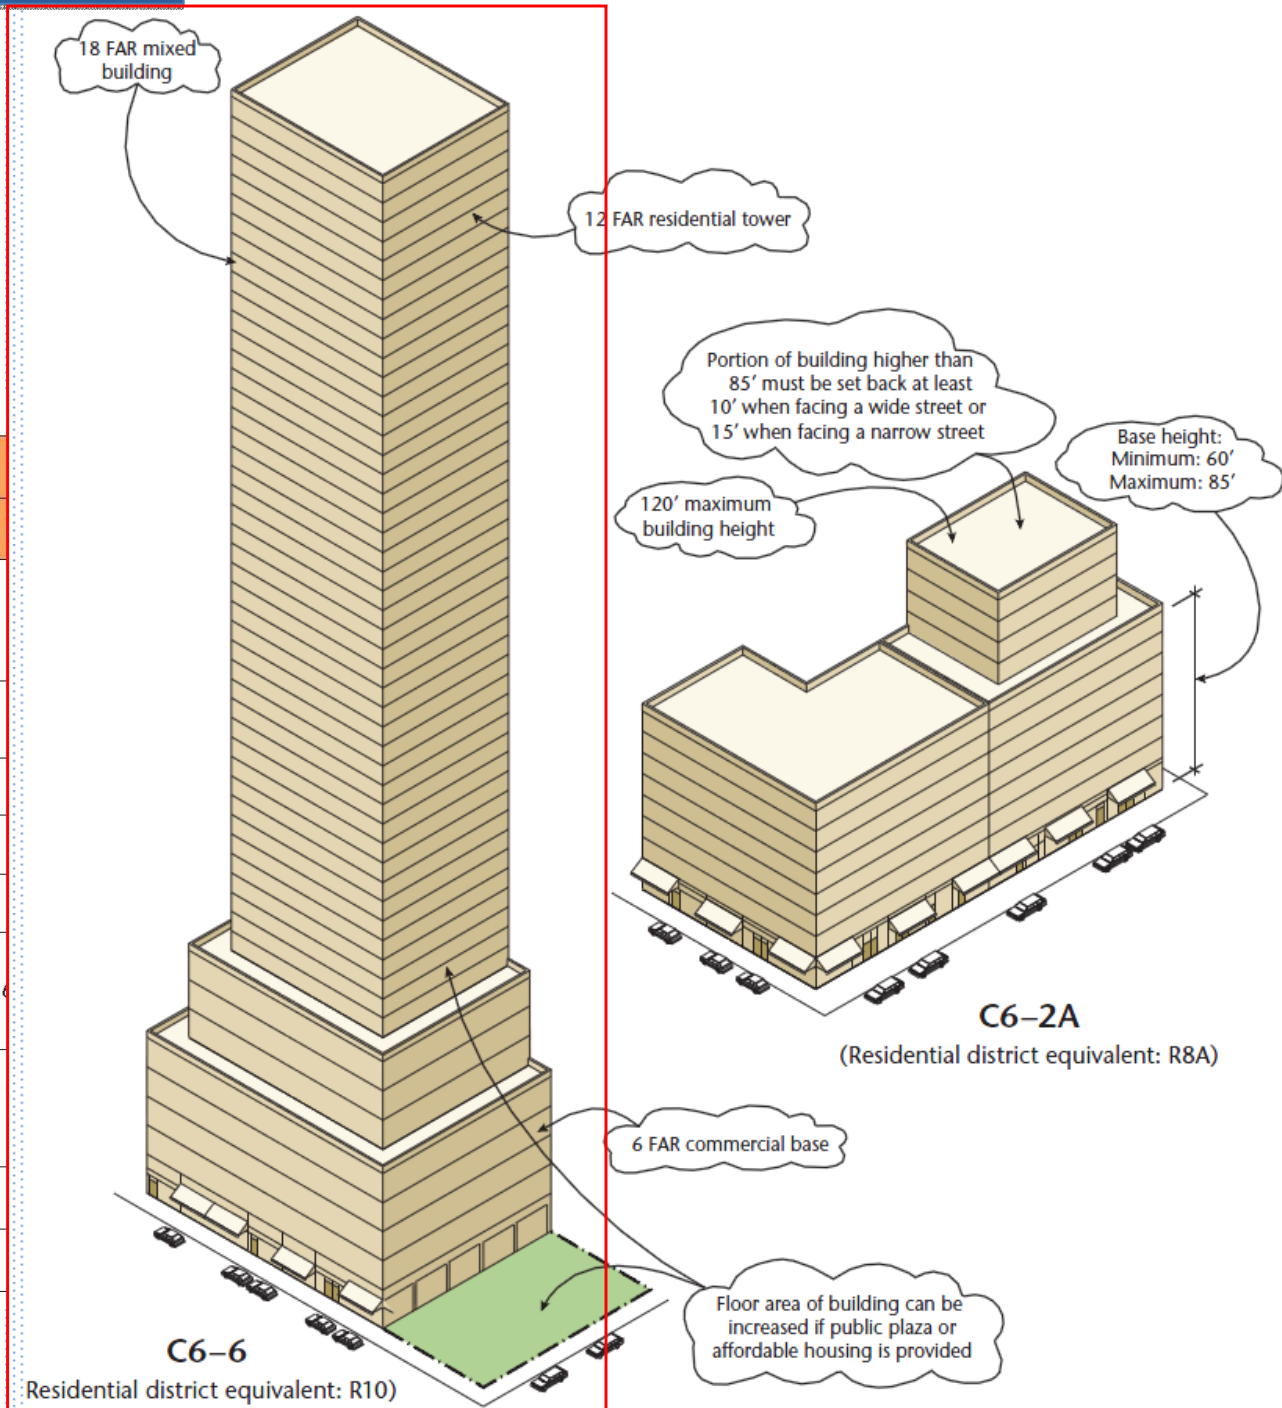 18 FAR mixed
building
12 FAR residential tower
Portion of building higher than
85′ must be set back at least
10′ when facing a wide street or
15′ when facing a narrow street
Base height:
Minimum: 60′
Maximum: 85′
120′ maximum
building height
C6–2A
(Residential district equivalent: R8A)
6 FAR commercial base
Floor area of building can be
increased if public plaza or
affordable housing is provided
C6–6
Residential district equivalent: R10)